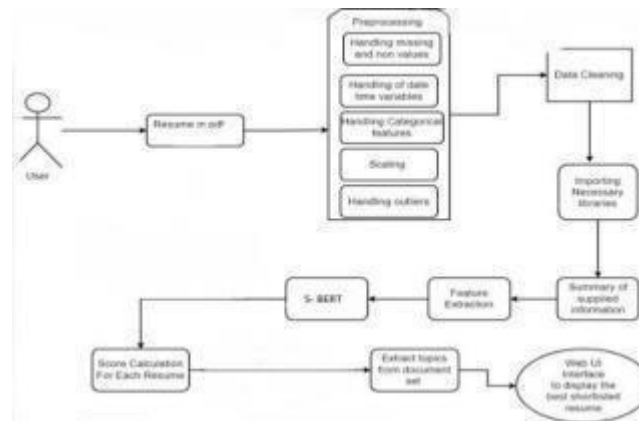 Preprocessing
Handling missing
end non values
Handling of date
time variables
Handling Categorical
features
Scaling
Handling outliers
Data Cleaning
Resume in pdf
User
Importing
Necessary
libraries
Summary of
supplied
information
Feature
Extraction
S- BERT
Score Calculation
For Each Resume
Extract topics
from document
set
Web UI
Interface
to display the
best shortlisted
resume